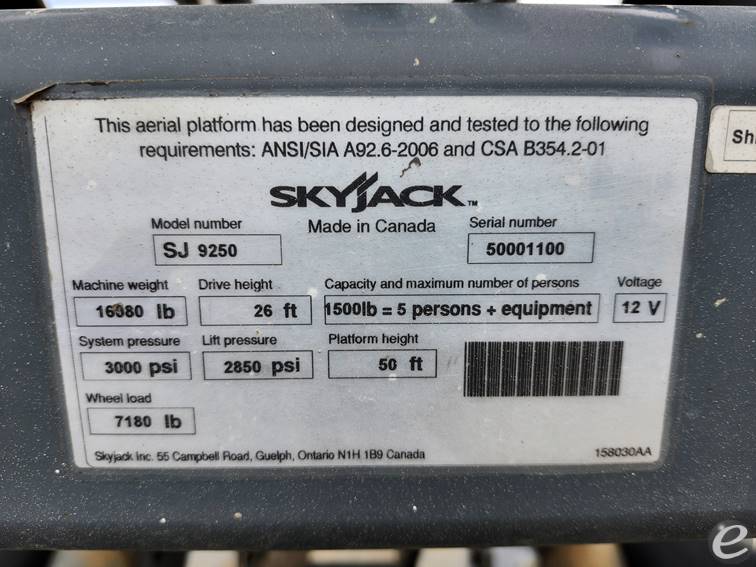 This aerial platform has been designed and tested to the following
requirements: ANSI/SIA A92.6-2006 and CSA B354.2-01
SKYJACK™
Made in Canada
Model number
SJ 9250
Serial number
50001100
Machine weight
lb
Drive height
26 ft
Capacity and maximum number of persons
1500lb = 5 persons + equipment
Voltage
12 V
System pressure
3000 psi
Lift pressure
2850 psi
Platform height
50 ft
Wheel load
7180 lb
Skyjack Inc. 55 Campbell Road, Guelph, Ontario N1H 1B9 Canada
158030AA
Sh
e